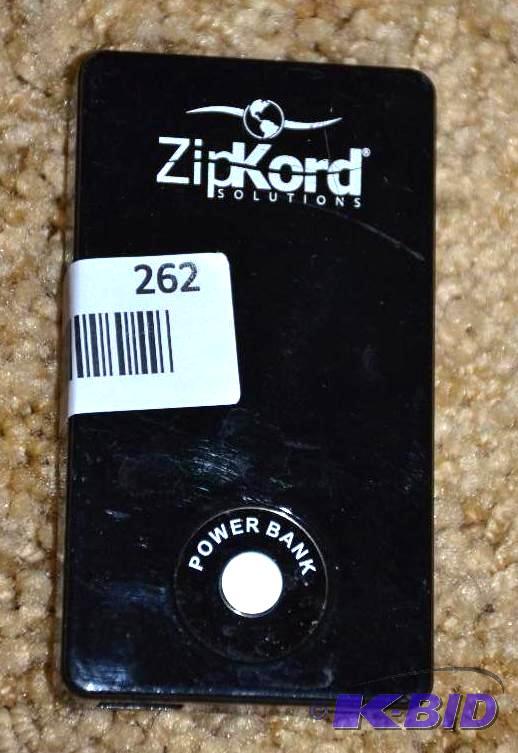 ZipKord®
SOLUTIONS
262
POWER BANK
K-BID